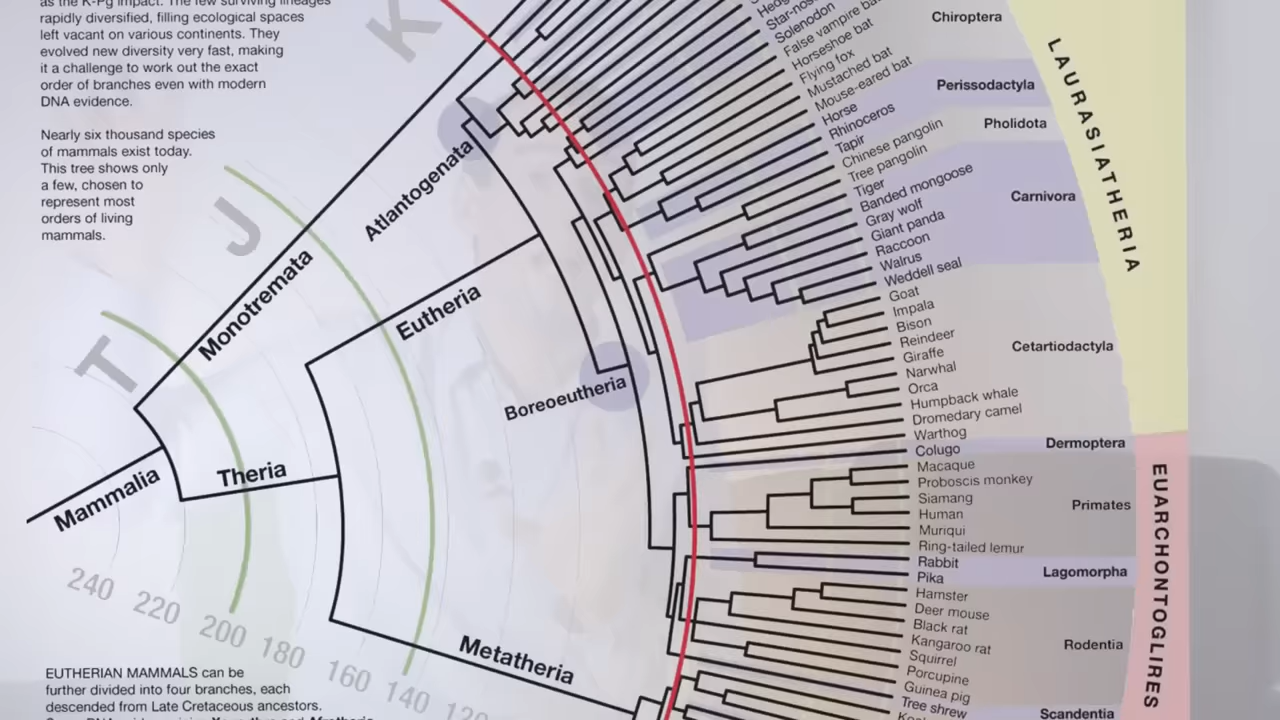 as the K-Pg impact. The few surviving lineages
rapidly diversified, filling ecological spaces
left vacant on various continents. They
evolved new diversity very fast, making
it a challenge to work out the exact
order of branches even with modern
DNA evidence.
Nearly six thousand species
of mammals exist today.
This tree shows only
a few, chosen to
represent most
orders of living
mammals.
K
J
T
Mammalia
Monotremata
Theria
Eutheria
Atlantogenata
Boreoeutheria
Metatheria
240
220
200
180
160
140
Solenodon
Horseshoe bat
Flying fox
Mustached bat
Mouse-eared bat
Horse
Rhinoceros
Tapir
Chinese pangolin
Tree pangolin
Tiger
Banded mongoose
Gray wolf
Giant panda
Raccoon
Walrus
Weddell seal
Goat
Impala
Bison
Reindeer
Giraffe
Narwhal
Orca
Humpback whale
Dromedary camel
Warthog
Colugo
Macaque
Proboscis monkey
Siamang
Human
Muriqui
Ring-tailed lemur
Rabbit
Pika
Hamster
Deer mouse
Black rat
Kangaroo rat
Squirrel
Porcupine
Guinea pig
Tree shrew
Chiroptera
Perissodactyla
Pholidota
Carnivora
Cetartiodactyla
Dermoptera
Primates
Lagomorpha
Rodentia
Scandentia
LAURASIATHERIA
EUARCHONTOGLIRES
EUTHERIAN MAMMALS can be
further divided into four branches, each
descended from Late Cretaceous ancestors.